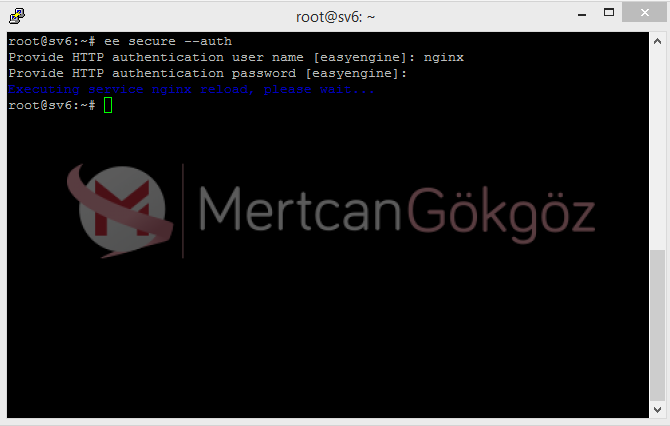 root@sv6: ~
root@sv6:~# ee secure --auth
Provide HTTP authentication user name [easyengine]: nginx
Provide HTTP authentication password [easyengine]:
Executing service nginx reload, please wait...
root@sv6:~#
M MertcanGökgöz